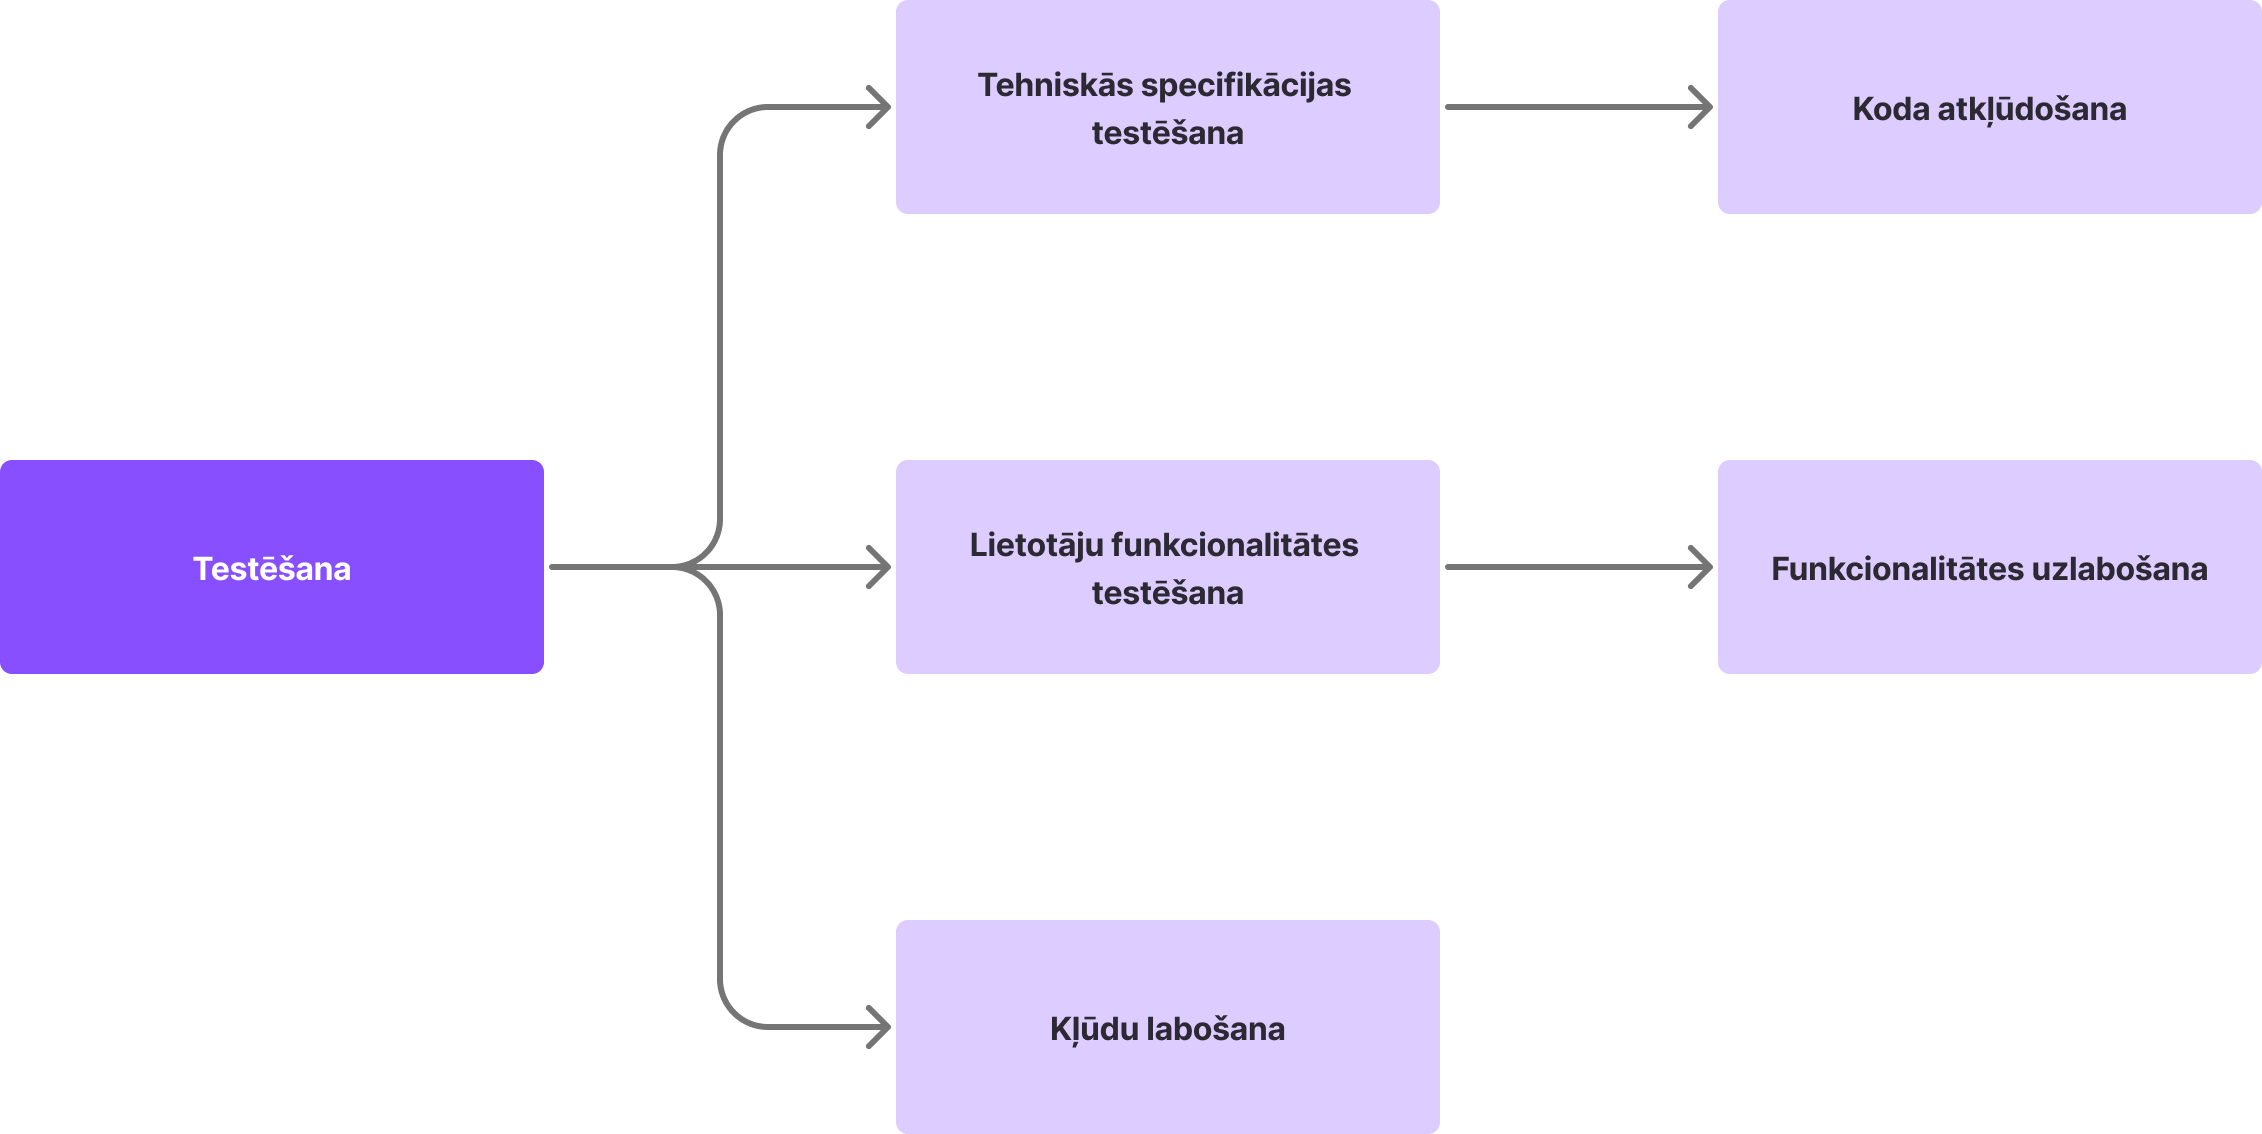 Tehniskās specifikācijas
testēšana
Koda atkļūdošana
Testēšana
Lietotāju funkcionalitātes
testēšana
Funkcionalitātes uzlabošana
Kļūdu labošana